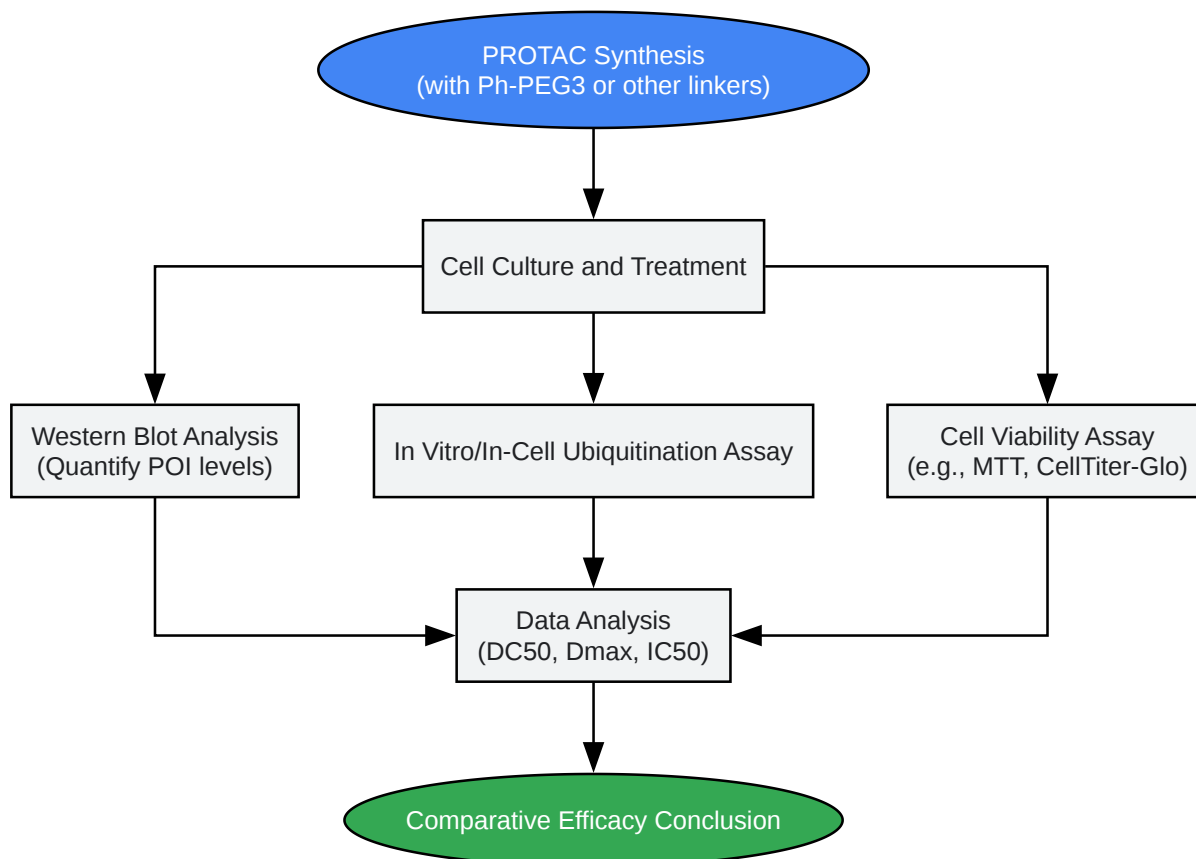 PROTAC Synthesis
(with Ph-PEG3 or other linkers)
Cell Culture and Treatment
Western Blot Analysis
(Quantify POI levels)
In Vitro/In-Cell Ubiquitination Assay
Cell Viability Assay
(e.g., MTT, CellTiter-Glo)
Data Analysis
(DC50, Dmax, IC50)
Comparative Efficacy Conclusion